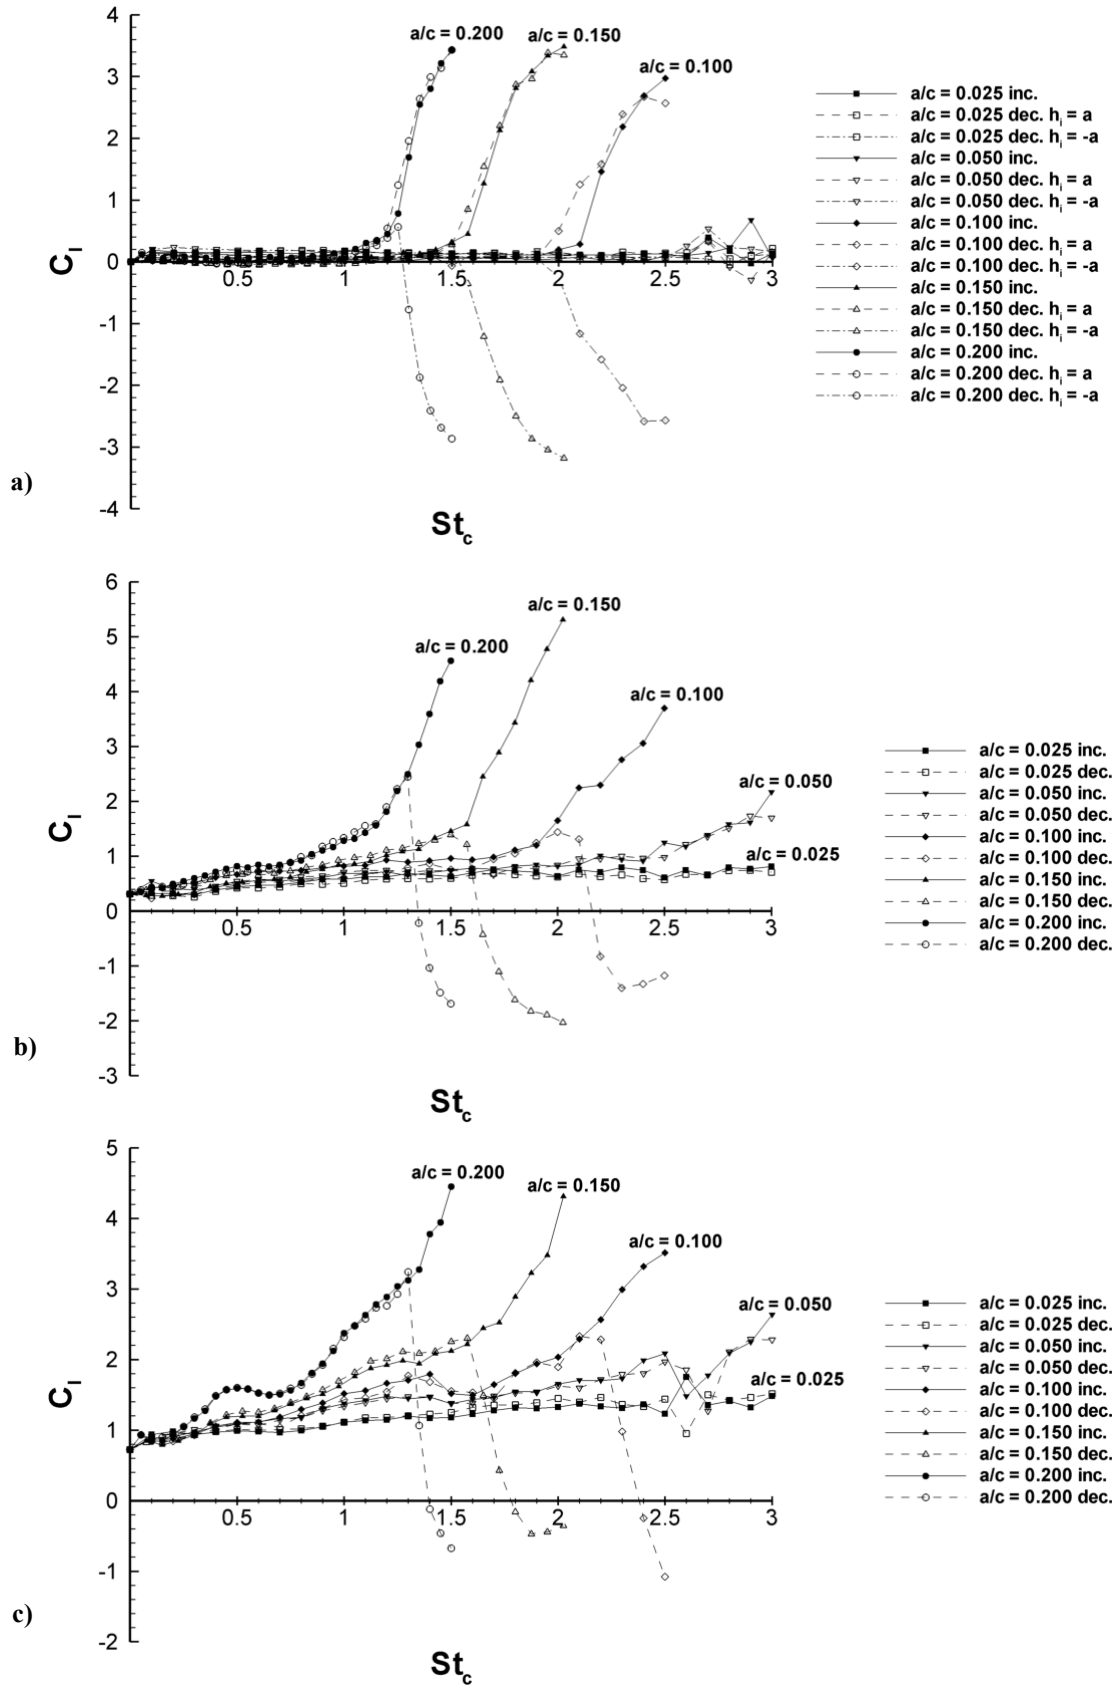 4
3
2
1
0
-1
-2
-3
-4
C_l
0.5
1
1.5
2
2.5
3
St_c
a/c = 0.200
a/c = 0.150
a/c = 0.100
a/c = 0.025 inc.
a/c = 0.025 dec. h_i = a
a/c = 0.025 dec. h_i = -a
a/c = 0.050 inc.
a/c = 0.050 dec. h_i = a
a/c = 0.050 dec. h_i = -a
a/c = 0.100 inc.
a/c = 0.100 dec. h_i = a
a/c = 0.100 dec. h_i = -a
a/c = 0.150 inc.
a/c = 0.150 dec. h_i = a
a/c = 0.150 dec. h_i = -a
a/c = 0.200 inc.
a/c = 0.200 dec. h_i = a
a/c = 0.200 dec. h_i = -a
a)
6
5
4
3
2
1
0
-1
-2
-3
C_l
0.5
1
1.5
2
2.5
3
St_c
a/c = 0.150
a/c = 0.200
a/c = 0.100
a/c = 0.050
a/c = 0.025
a/c = 0.025 inc.
a/c = 0.025 dec.
a/c = 0.050 inc.
a/c = 0.050 dec.
a/c = 0.100 inc.
a/c = 0.100 dec.
a/c = 0.150 inc.
a/c = 0.150 dec.
a/c = 0.200 inc.
a/c = 0.200 dec.
b)
5
4
3
2
1
0
-1
-2
C_l
0.5
1
1.5
2
2.5
3
St_c
a/c = 0.200
a/c = 0.150
a/c = 0.100
a/c = 0.050
a/c = 0.025
a/c = 0.025 inc.
a/c = 0.025 dec.
a/c = 0.050 inc.
a/c = 0.050 dec.
a/c = 0.100 inc.
a/c = 0.100 dec.
a/c = 0.150 inc.
a/c = 0.150 dec.
a/c = 0.200 inc.
a/c = 0.200 dec.
c)